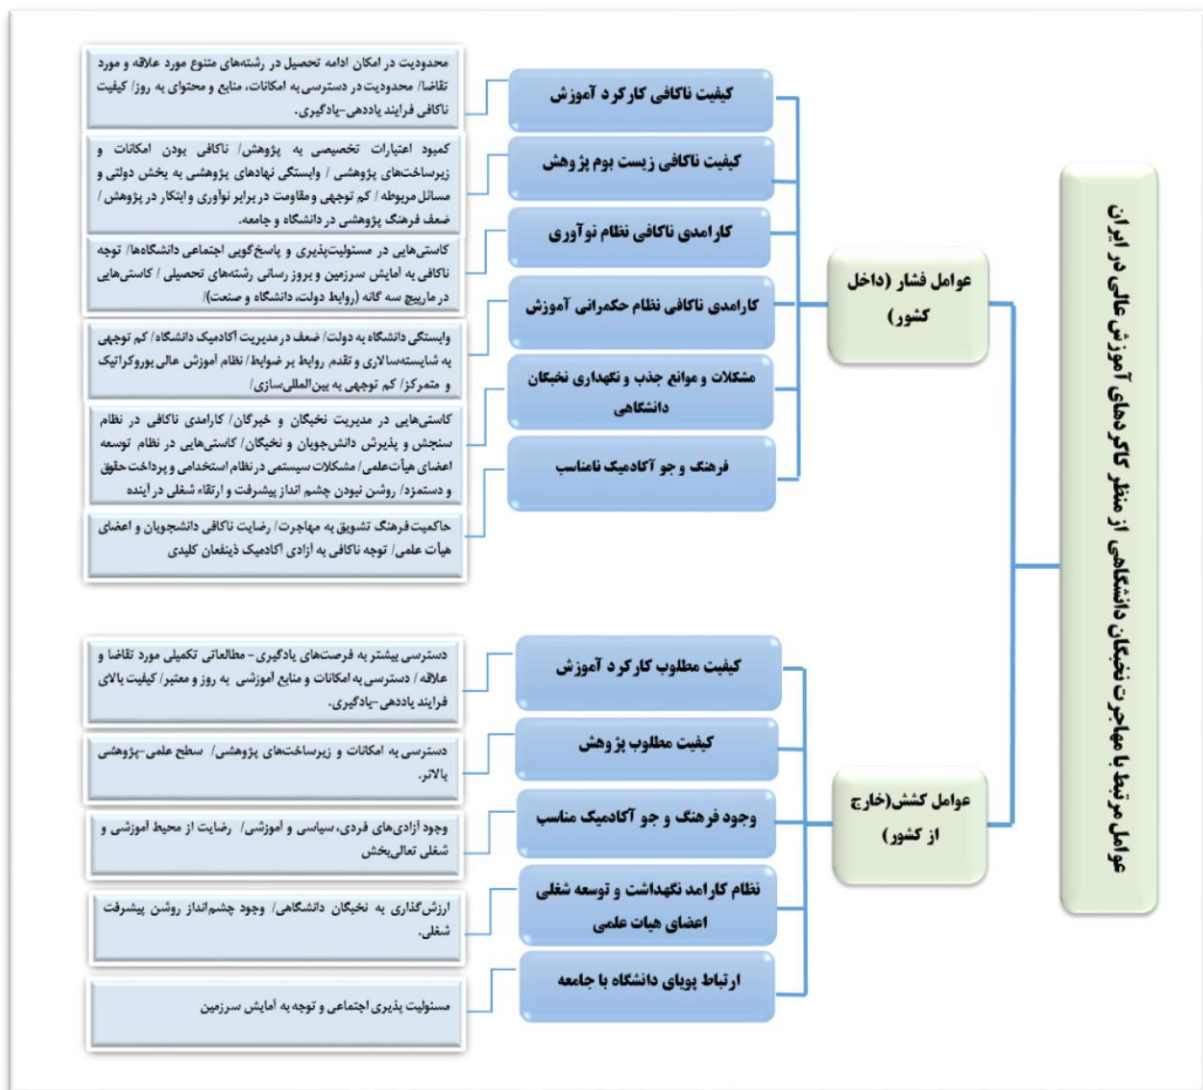 عوامل مرتبط با مهاجرت نخبگان دانشگاهی از منظر کاکردهای آموزش عالی در ایران
عوامل فشار (داخل
کشور)
کیفیت ناکافی کارکرد آموزش
محدودیت در امکان ادامه تحصیل در رشته‌های متنوع مورد علاقه و مورد
تقاضا/ محدودیت در دسترسی به امکانات، منابع و محتوای به روز/ کیفیت
ناکافی فرایند یاددهی-یادگیری.
کیفیت ناکافی زیست بوم پژوهش
کمبود اعتبارات تخصیصی به پژوهش/ ناکافی بودن امکانات و
زیرساخت‌های پژوهشی / وابستگی نهادهای پژوهشی به بخش دولتی و
مسائل مربوطه / کم توجهی و مقاومت در برابر نوآوری و ابتکار در پژوهش /
ضعف فرهنگ پژوهشی در دانشگاه و جامعه.
کارامدی ناکافی نظام نوآوری
کاستی‌هایی در مسئولیت‌پذیری و پاسخ‌گویی اجتماعی دانشگاه‌ها/ توجه
ناکافی به آمایش سرزمین و بروز رسانی رشته‌های تحصیلی / کاستی‌هایی
در مارپیچ سه گانه (روابط دولت، دانشگاه و صنعت)/
کارامدی ناکافی نظام حکمرانی آموزش
وابستگی دانشگاه به دولت/ ضعف در مدیریت آکادمیک دانشگاه/ کم توجهی
به شایسته‌سالاری و تقدم روابط بر ضوابط/ نظام آموزش عالی بوروکراتیک
و متمرکز/ کم توجهی به بین‌المللی‌سازی/
مشکلات و موانع جذب و نگهداری نخبگان
دانشگاهی
کاستی‌هایی در مدیریت نخبگان و خبرگان/ کارامدی ناکافی در نظام
سنجش و پذیرش دانش‌جویان و نخبگان/ کاستی‌هایی در نظام توسعه
اعضای هیأت‌علمی/ مشکلات سیستمی در نظام استخدامی و پرداخت حقوق
و دستمزد/ روشن نبودن چشم انداز پیشرفت و ارتقاء شغلی در آینده
فرهنگ و جو آکادمیک نامناسب
حاکمیت فرهنگ تشویق به مهاجرت/ رضایت ناکافی دانشجویان و اعضای
هیأت علمی/ توجه ناکافی به آزادی آکادمیک ذینفعان کلیدی
عوامل کشش(خارج
از کشور)
کیفیت مطلوب کارکرد آموزش
دسترسی بیشتر به فرصت‌های یادگیری- مطالعاتی تکمیلی مورد تقاضا و
علاقه / دسترسی به امکانات و منابع آموزشی به روز و معتبر/ کیفیت بالای
فرایند یاددهی-یادگیری.
کیفیت مطلوب پژوهش
دسترسی به امکانات و زیرساخت‌های پژوهشی/ سطح علمی-پژوهشی
بالاتر.
وجود فرهنگ و جو آکادمیک مناسب
وجود آزادی‌های فردی، سیاسی و آموزشی/ رضایت از محیط آموزشی و
شغلی تعالی‌بخش
نظام کارامد نگهداشت و توسعه شغلی
اعضای هیات علمی
ارزش‌گذاری به نخبگان دانشگاهی/ وجود چشم‌انداز روشن پیشرفت
شغلی.
ارتباط پویای دانشگاه با جامعه
مسئولیت پذیری اجتماعی و توجه به آمایش سرزمین